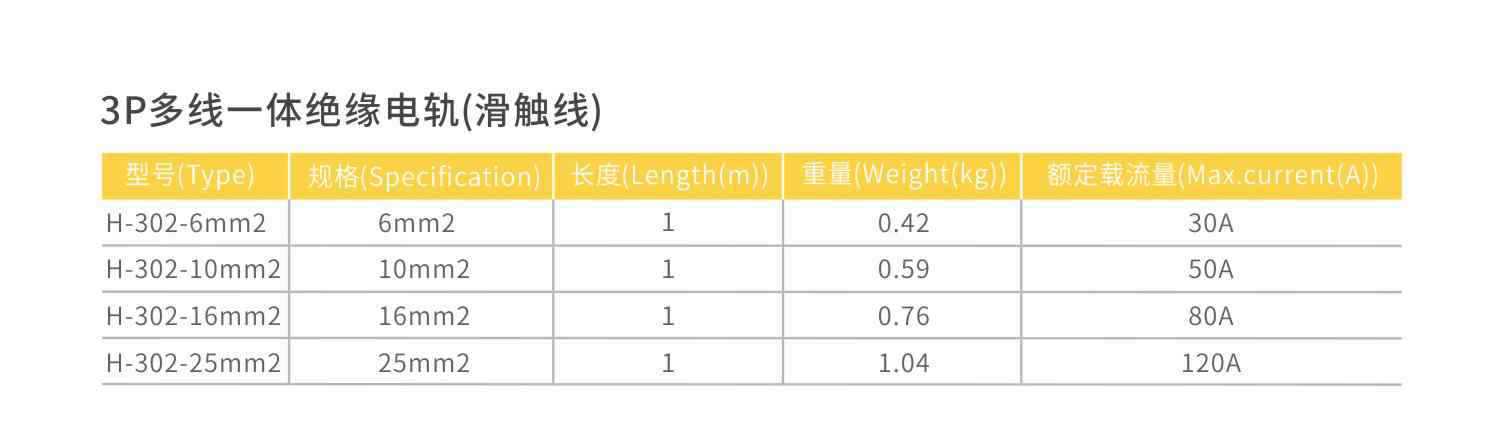 3P多线一体绝缘电轨(滑触线)
型号(Type) 规格(Specification) 长度(Length(m)) 重量(Weight(kg)) 额定载流量(Max.current(A))
H-302-6mm2 6mm2 1 0.42 30A
H-302-10mm2 10mm2 1 0.59 50A
H-302-16mm2 16mm2 1 0.76 80A
H-302-25mm2 25mm2 1 1.04 120A